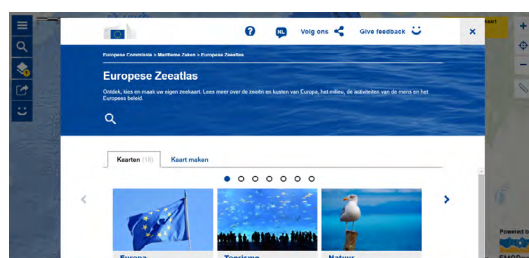 NL Volg ons Give feedback
Europese Commissie > Maritieme Zaken > Europese Zeeatlas
Europese Zeeatlas
Ontdek, kies en maak uw eigen zeekaart. Lees meer over de zeeën en kusten van Europa, het milieu, de activiteiten van de mens en het
Europees beleid.
Kaarten (18) Kaart maken
Europa Toerisme Natuur
Powered b